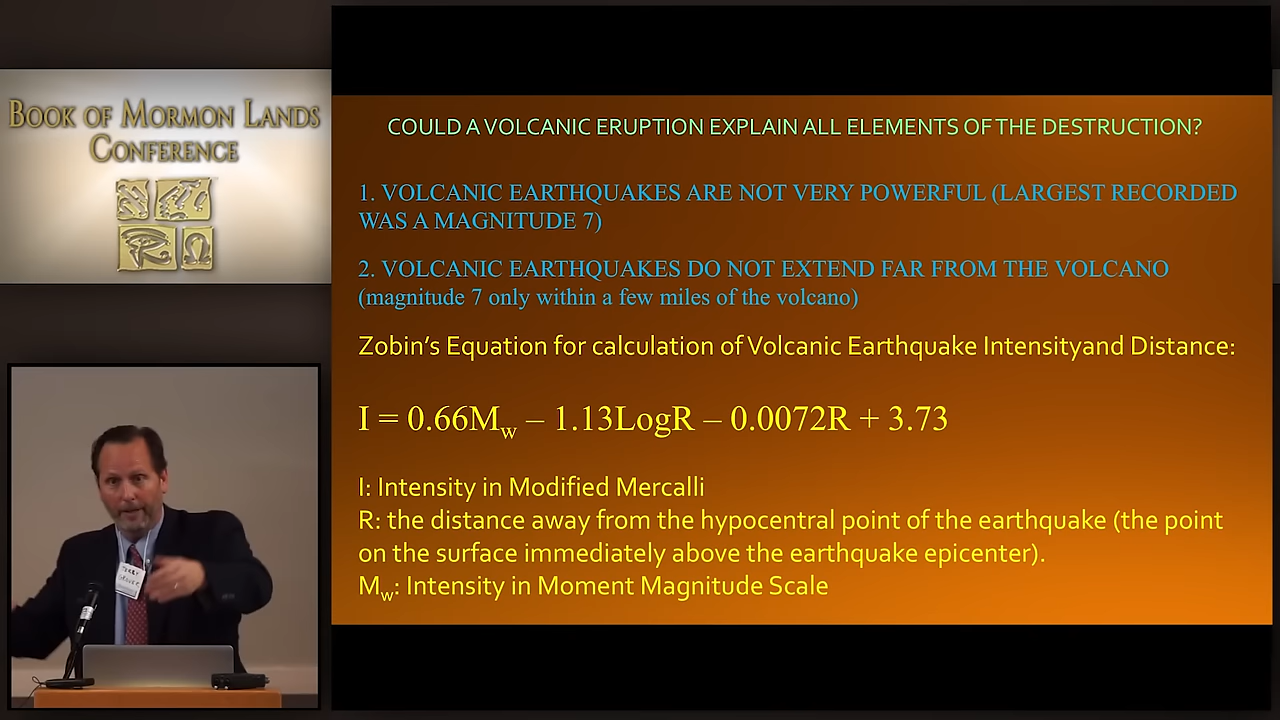 BOOK OF MORMON LANDS
CONFERENCE
COULD A VOLCANIC ERUPTION EXPLAIN ALL ELEMENTS OF THE DESTRUCTION?
1. VOLCANIC EARTHQUAKES ARE NOT VERY POWERFUL (LARGEST RECORDED
WAS A MAGNITUDE 7)
2. VOLCANIC EARTHQUAKES DO NOT EXTEND FAR FROM THE VOLCANO
(magnitude 7 only within a few miles of the volcano)
Zobin's Equation for calculation of Volcanic Earthquake Intensityand Distance:
I = 0.66Mw – 1.13LogR – 0.0072R + 3.73
I: Intensity in Modified Mercalli
R: the distance away from the hypocentral point of the earthquake (the point
on the surface immediately above the earthquake epicenter).
Mw: Intensity in Moment Magnitude Scale